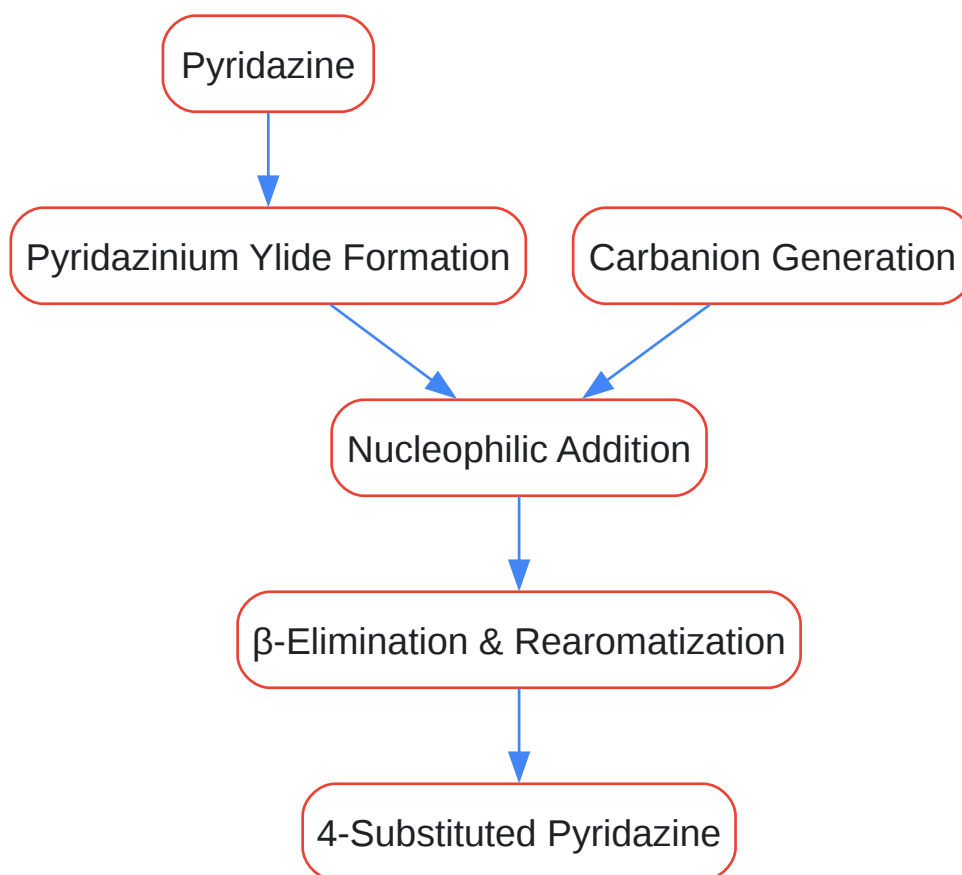 Pyridazine
Pyridazinium Ylide Formation
Carbanion Generation
Nucleophilic Addition
β-Elimination & Rearomatization
4-Substituted Pyridazine